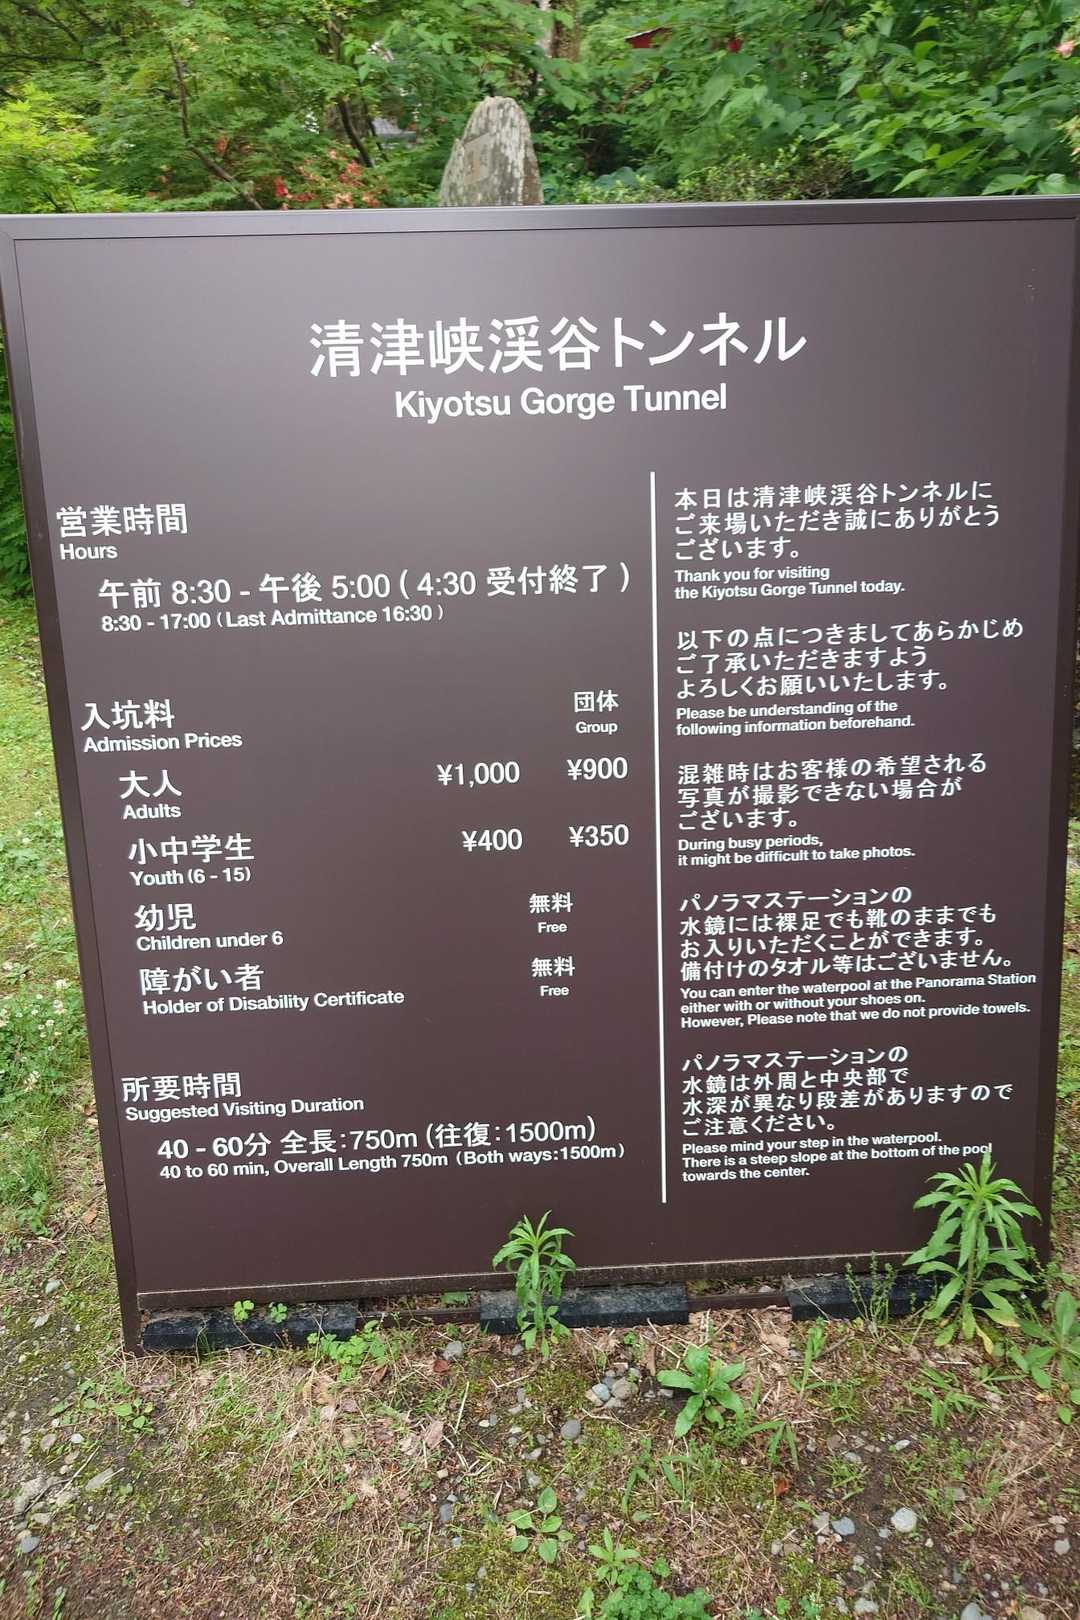 清津峡渓谷トンネル
Kiyotsu Gorge Tunnel
営業時間
Hours
午前 8:30 - 午後 5:00 ( 4:30 受付終了 )
8:30 - 17:00 ( Last Admittance 16:30 )
入坑料
Admission Prices
団体
Group
大人 ¥1,000 ¥900
Adults
小中学生 ¥400 ¥350
Youth (6 - 15)
幼児 無料
Children under 6 Free
障がい者 無料
Holder of Disability Certificate Free
所要時間
Suggested Visiting Duration
40 - 60分 全長:750m (往復:1500m)
40 to 60 min, Overall Length 750m (Both ways:1500m)
本日は清津峡渓谷トンネルに
ご来場いただき誠にありがとう
ございます。
Thank you for visiting
the Kiyotsu Gorge Tunnel today.
以下の点につきましてあらかじめ
ご了承いただきますよう
よろしくお願いいたします。
Please be understanding of the
following information beforehand.
混雑時はお客様の希望される
写真が撮影できない場合が
ございます。
During busy periods,
it might be difficult to take photos.
パノラマステーションの
水鏡には裸足でも靴のままでも
お入りいただくことができます。
備付けのタオル等はございません。
You can enter the waterpool at the Panorama Station
either with or without your shoes on.
However, Please note that we do not provide towels.
パノラマステーションの
水鏡は外周と中央部で
水深が異なり段差がありますので
ご注意ください。
Please mind your step in the waterpool.
There is a steep slope at the bottom of the pool
towards the center.